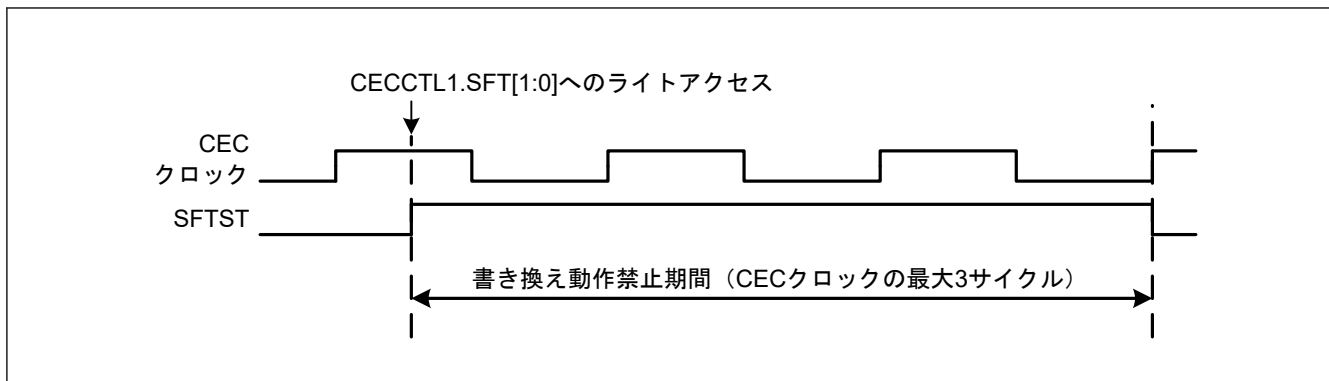 CECCTL1.SFT[1:0]へのライトアクセス
CEC
クロック
SFTST
書き換え動作禁止期間（CECクロックの最大3サイクル）